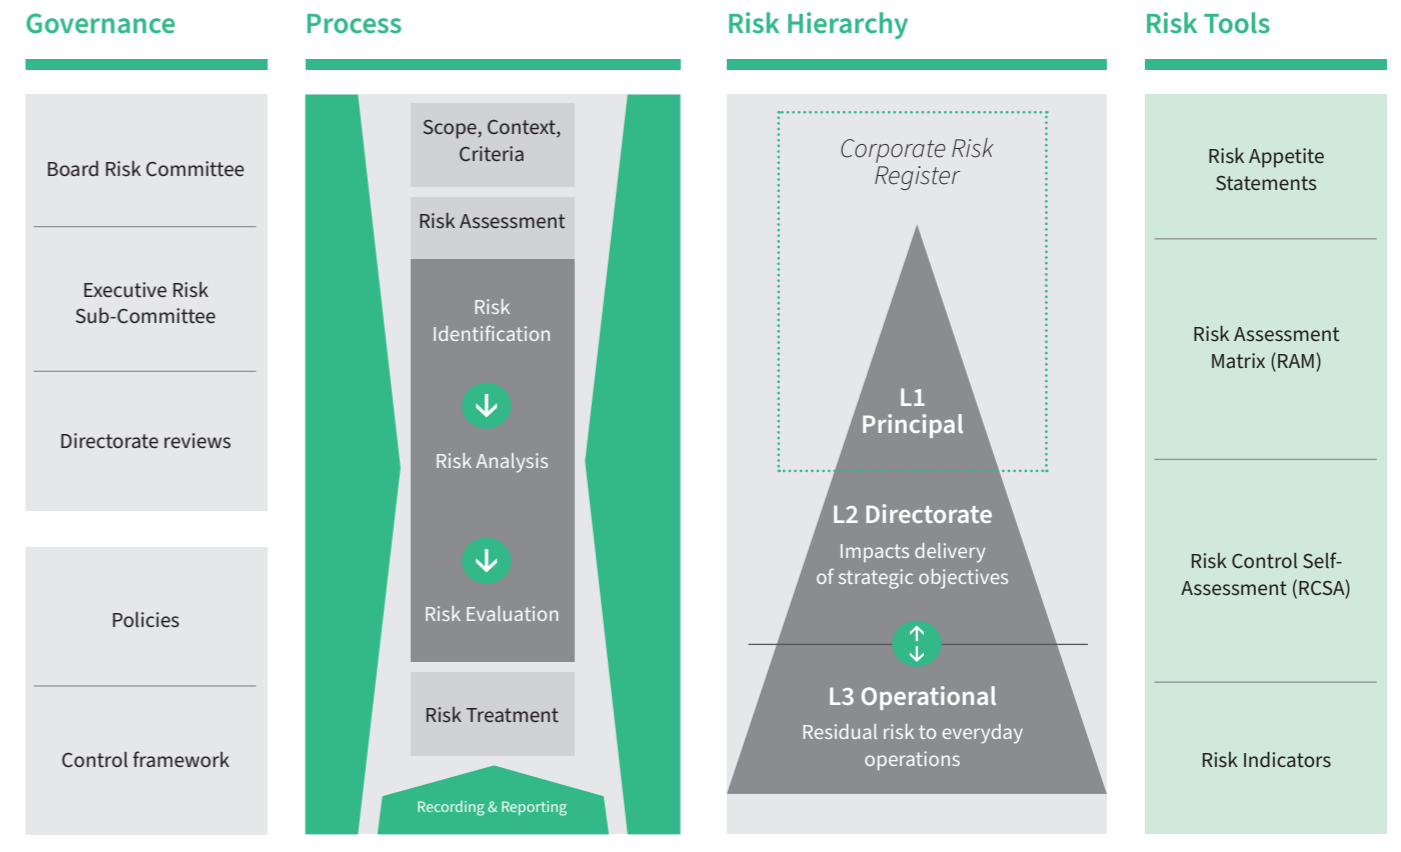 Governance
Board Risk Committee
Executive Risk
Sub-Committee
Directorate reviews
Policies
Control framework
Process
Scope, Context,
Criteria
Risk Assessment
Risk
Identification
Risk Analysis
Risk Evaluation
Risk Treatment
Recording & Reporting
Risk Hierarchy
Corporate Risk
Register
L1
Principal
L2 Directorate
Impacts delivery
of strategic objectives
L3 Operational
Residual risk to everyday
operations
Risk Tools
Risk Appetite
Statements
Risk Assessment
Matrix (RAM)
Risk Control Self-
Assessment (RCSA)
Risk Indicators